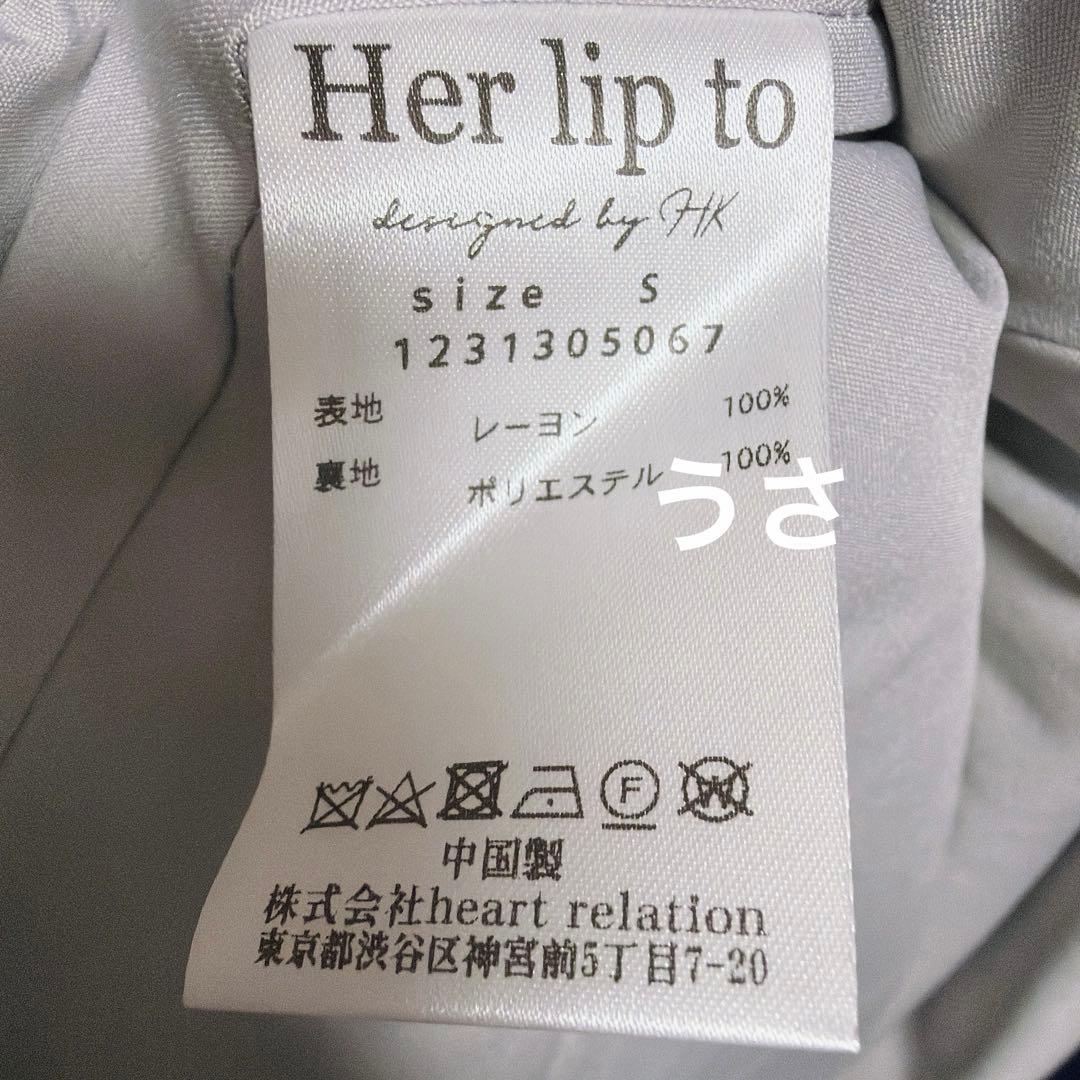 Her lip to
designed by HK
size S
1231305067
表地 レーヨン 100%
裏地 ポリエステル 100%
うさ
F W
中国製
株式会社heart relation
東京都渋谷区神宮前5丁目7-20